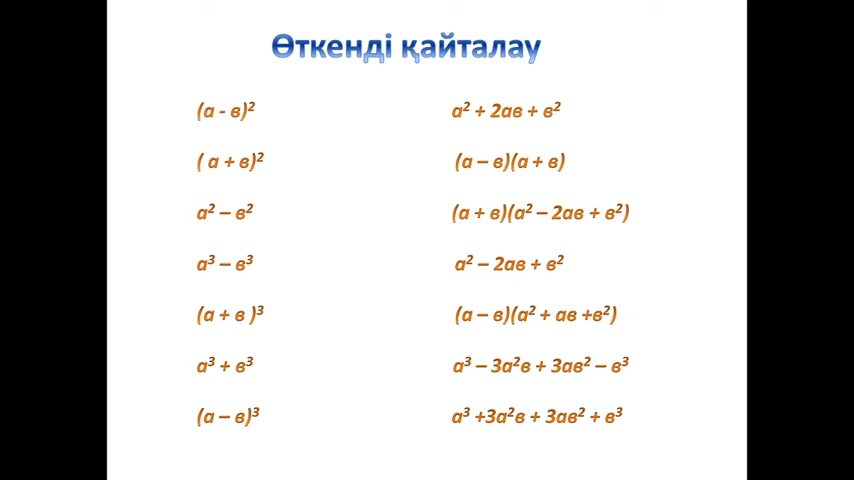 Өткенді қайталау
(а - в)² а² + 2ав + в²
( а + в)² (а – в)(а + в)
а² – в² (а + в)(а² – 2ав + в²)
а³ – в³ а² – 2ав + в²
(а + в )³ (а – в)(а² + ав +в²)
а³ + в³ а³ – 3а²в + 3ав² – в³
(а – в)³ а³ +3а²в + 3ав² + в³